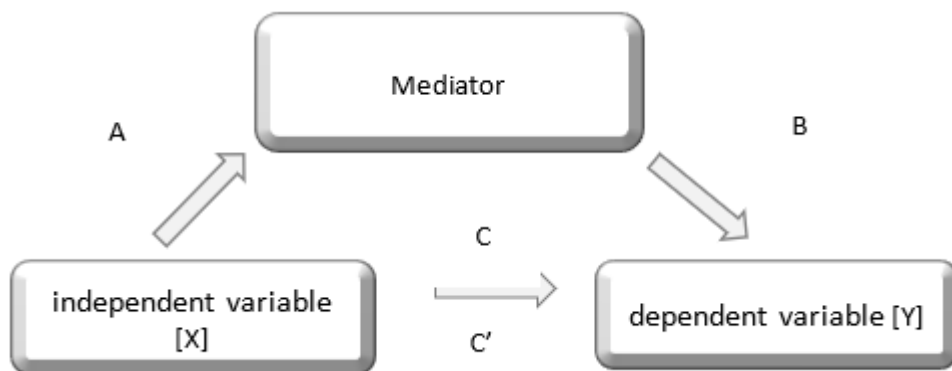 Mediator
A
B
C
independent variable
[X]
dependent variable [Y]
C'